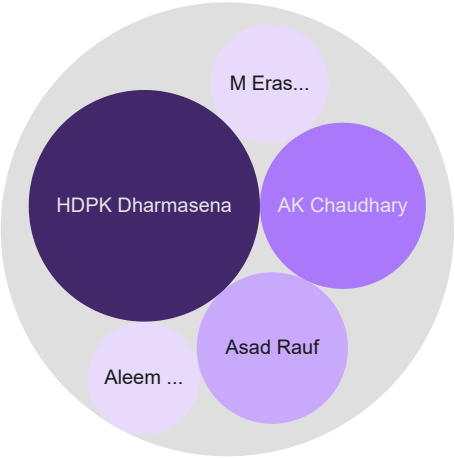 M Eras...
HDPK Dharmasena
AK Chaudhary
Asad Rauf
Aleem ...